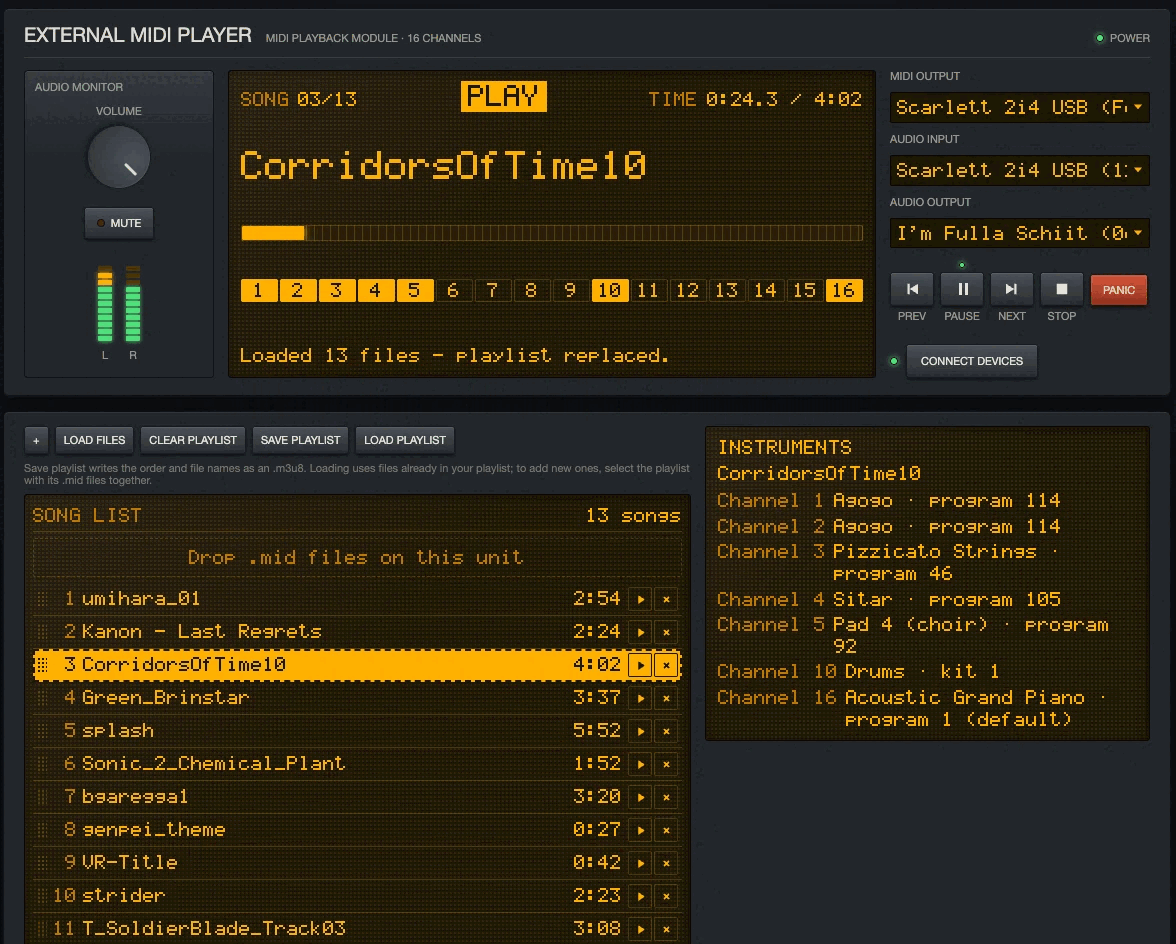 EXTERNAL MIDI PLAYER MIDI PLAYBACK MODULE · 16 CHANNELS
POWER
AUDIO MONITOR
VOLUME
MUTE
L R
SONG 03/13 PLAY TIME 0:24.3 / 4:02
CorridorsOfTime10
1 2 3 4 5 6 7 8 9 10 11 12 13 14 15 16
Loaded 13 files - playlist replaced.
MIDI OUTPUT
Scarlett 2i4 USB
AUDIO INPUT
Scarlett 2i4 USB
AUDIO OUTPUT
I'm Fulla Schiit
PANIC
PREV PAUSE NEXT STOP
CONNECT DEVICES
+ LOAD FILES CLEAR PLAYLIST SAVE PLAYLIST LOAD PLAYLIST
Save playlist writes the order and file names as an .m3u8. Loading uses files already in your playlist; to add new ones, select the playlist
with its .mid files together.
SONG LIST 13 songs
Drop .mid files on this unit
1 umihara_01 2:54
2 Kanon - Last Regrets 2:24
3 CorridorsOfTime10 4:02
4 Green_Brinstar 3:37
5 splash 5:52
6 Sonic_2_Chemical_Plant 1:52
7 bgaregga1 3:20
8 genpei_theme 0:27
9 VR-Title 0:42
10 strider 2:23
11 T_SoldierBlade_Track03 3:08
INSTRUMENTS
CorridorsOfTime10
Channel 1 Agogo · program 114
Channel 2 Agogo · program 114
Channel 3 Pizzicato Strings ·
program 46
Channel 4 Sitar · program 105
Channel 5 Pad 4 (choir) · program
92
Channel 10 Drums · kit 1
Channel 16 Acoustic Grand Piano ·
program 1 (default)